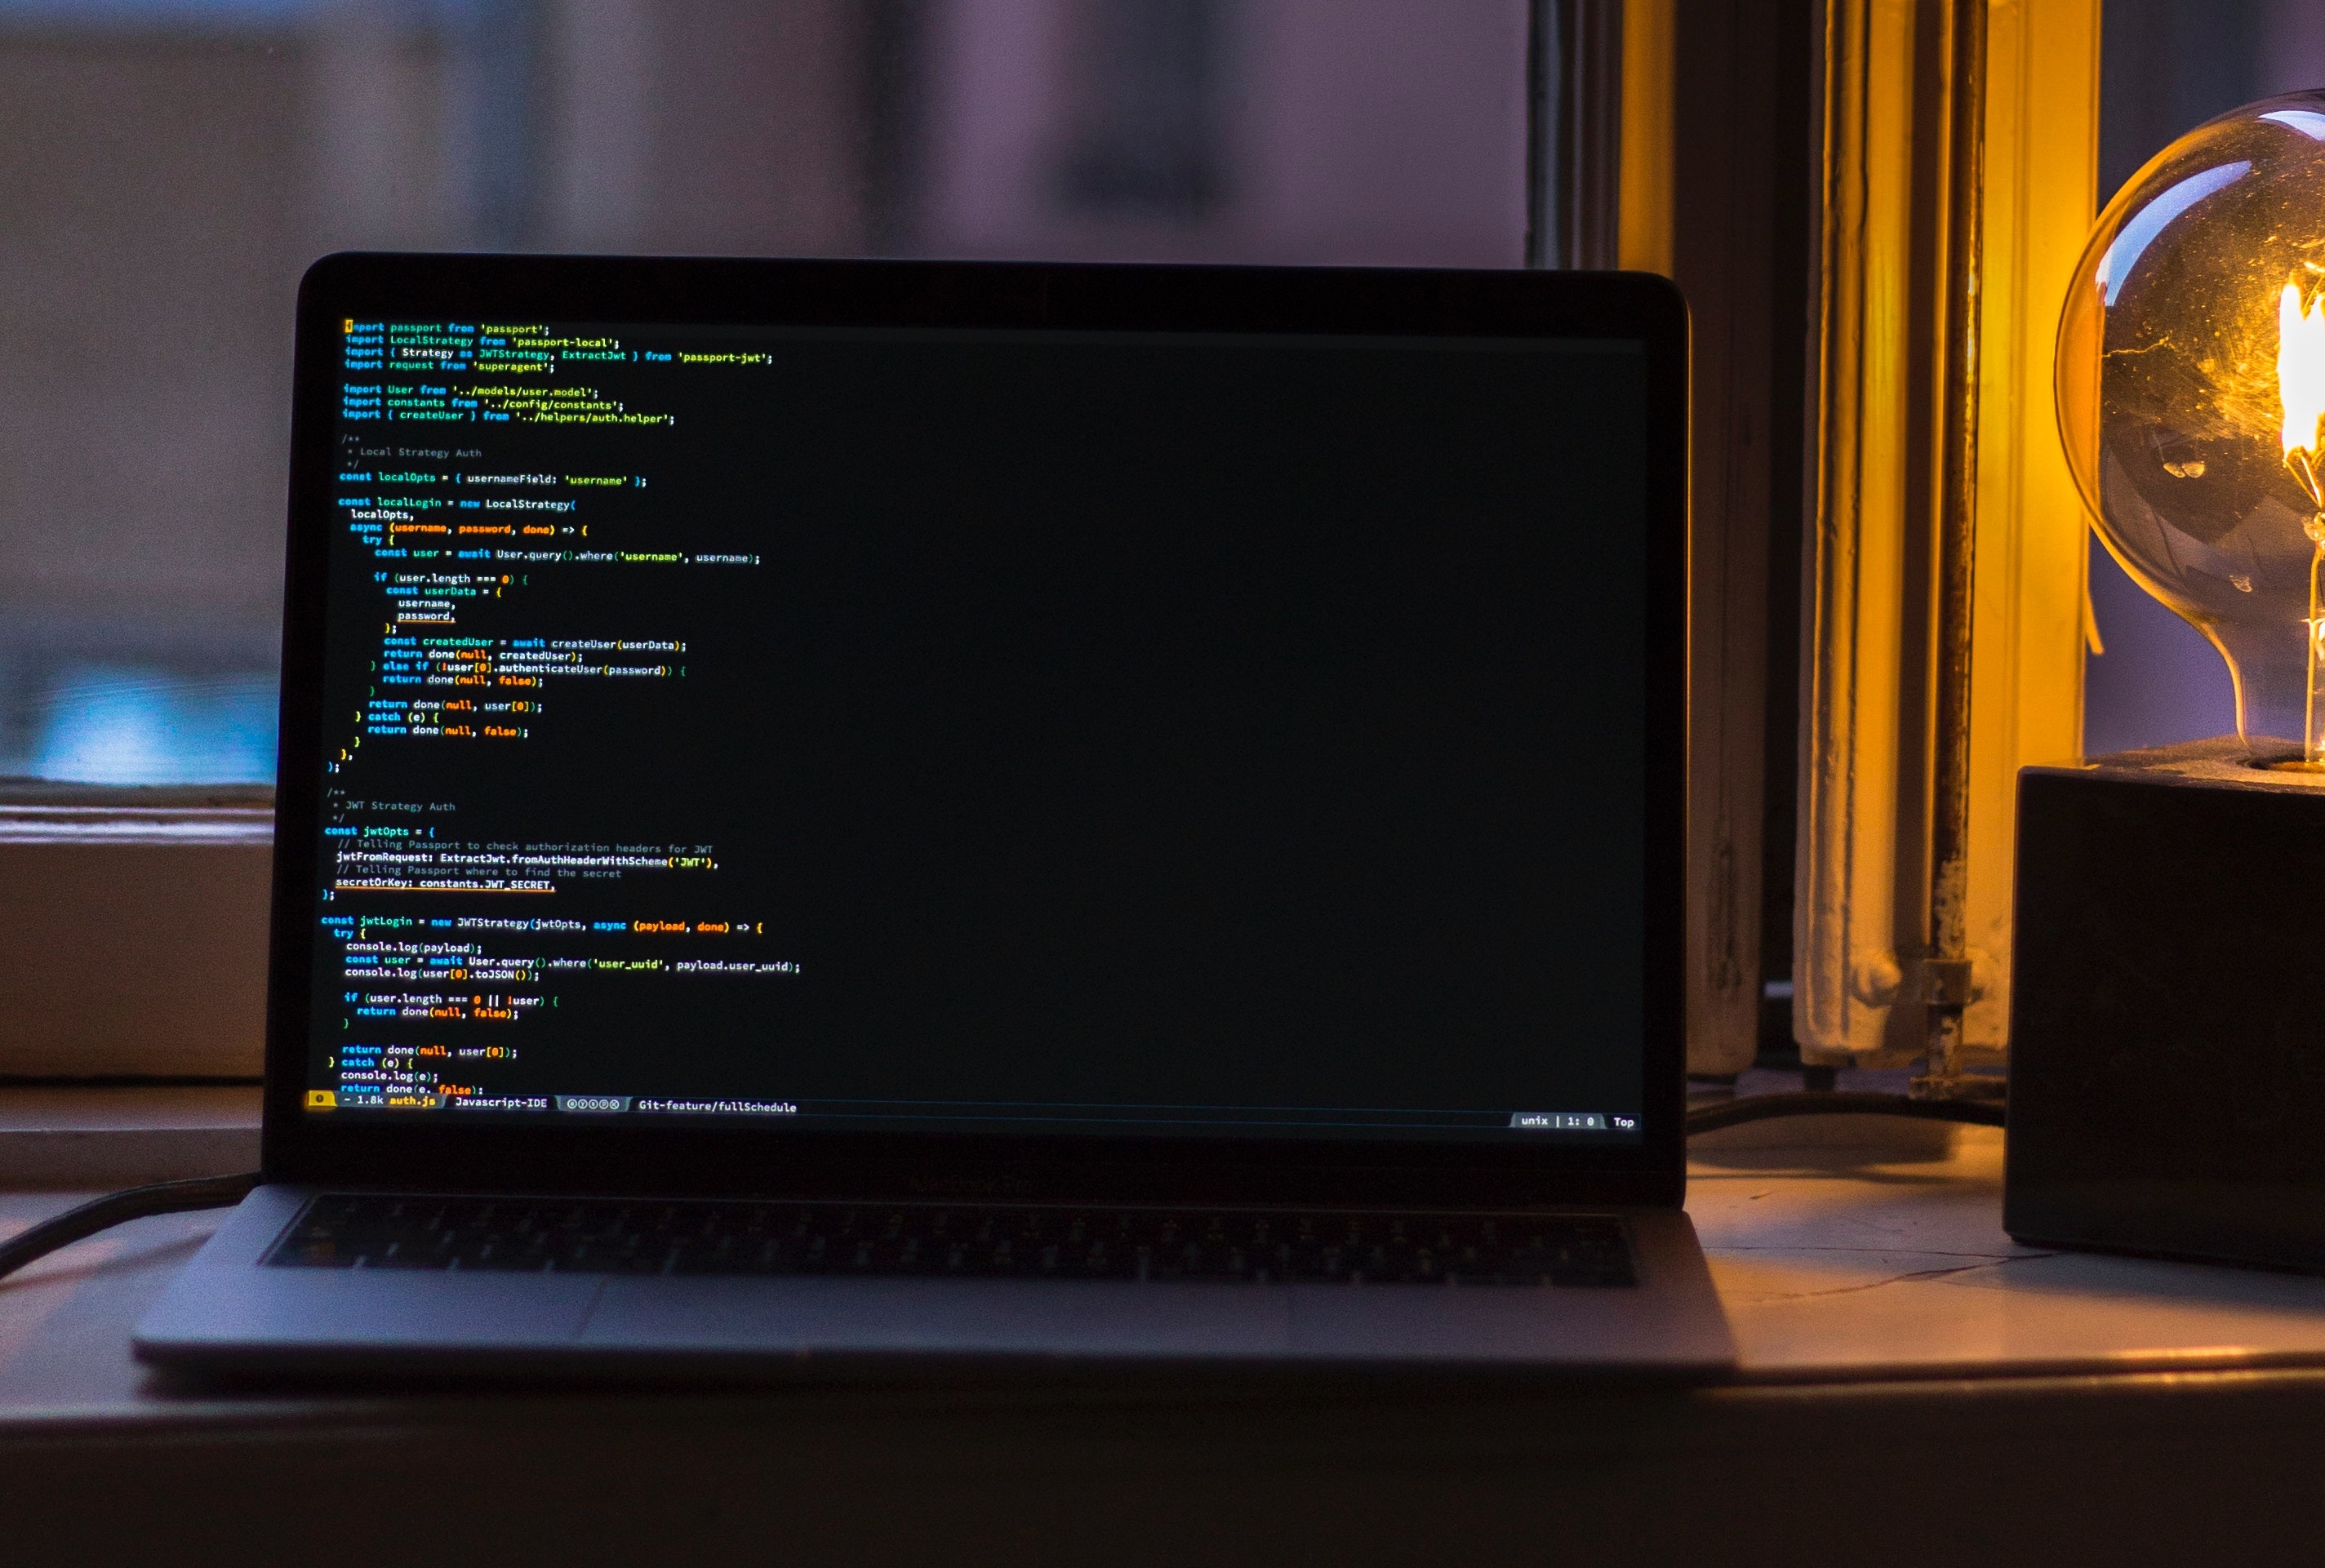 import passport from 'passport';
import LocalStrategy from 'passport-local';
import { Strategy as JWTStrategy, ExtractJwt } from 'passport-jwt';
import request from 'superagent';

import User from '../models/user.model';
import constants from '../config/constants';
import { createUser } from '../helpers/auth.helper';

/**
 * Local Strategy Auth
 */
const localOpts = { usernameField: 'username' };

const localLogin = new LocalStrategy(
  localOpts,
  async (username, password, done) => {
    try {
      const user = await User.query().where('username', username);

      if (user.length === 0) {
        const userData = {
          username,
          password,
        };
        const createdUser = await createUser(userData);
        return done(null, createdUser);
      } else if (!user[0].authenticateUser(password)) {
        return done(null, false);
      }
      return done(null, user[0]);
    } catch (e) {
      return done(null, false);
    }
  },
);

/**
 * JWT Strategy Auth
 */
const jwtOpts = {
  // Telling Passport to check authorization headers for JWT
  jwtFromRequest: ExtractJwt.fromAuthHeaderWithScheme('JWT'),
  // Telling Passport where to find the secret
  secretOrKey: constants.JWT_SECRET,
};

const jwtLogin = new JWTStrategy(jwtOpts, async (payload, done) => {
  try {
    console.log(payload);
    const user = await User.query().where('user_uuid', payload.user_uuid);
    console.log(user[0].toJSON());

    if (user.length === 0 || !user) {
      return done(null, false);
    }

    return done(null, user[0]);
  } catch (e) {
    console.log(e);
    return done(e, false);
- 1.8k auth.js Javascript-IDE Git-feature/fullSchedule unix | 1: 0 Top